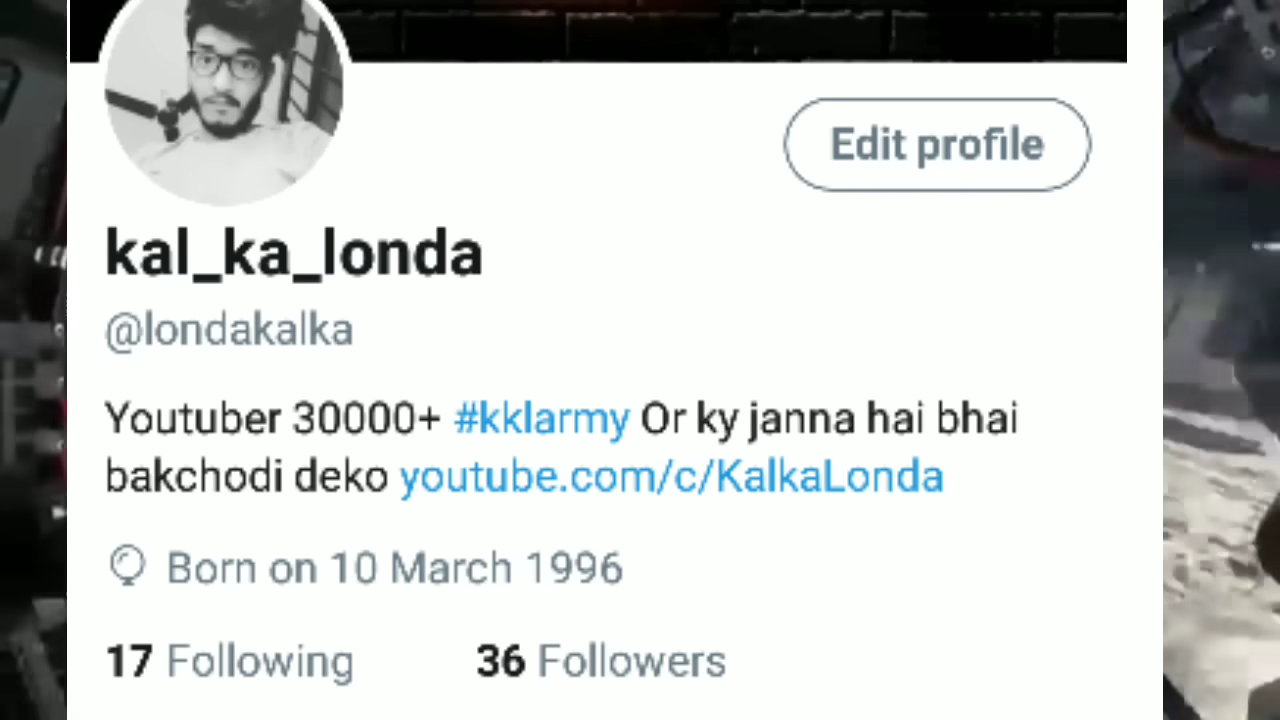 Edit profile
kal_ka_londa
@londakalka
Youtuber 30000+ #kklarmy Or ky janna hai bhai
bakchodi deko youtube.com/c/KalkaLonda
Born on 10 March 1996
17 Following 36 Followers